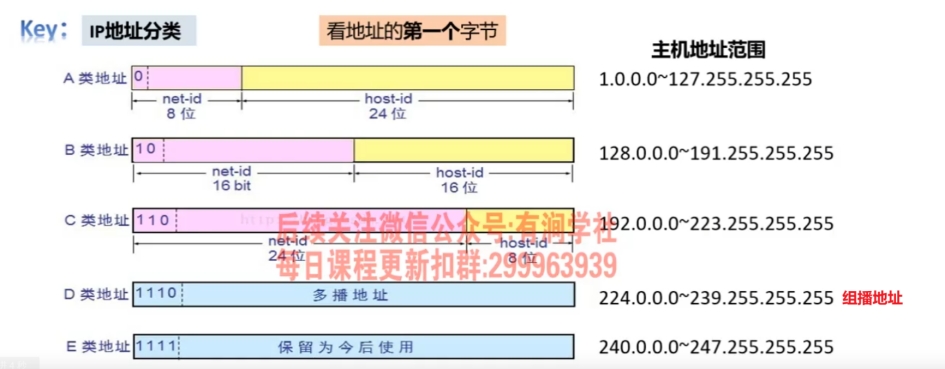 Key： IP地址分类 看地址的第一个字节
主机地址范围
A 类地址 0 1.0.0.0~127.255.255.255
net-id host-id
8 位 24 位
B 类地址 10 128.0.0.0~191.255.255.255
net-id host-id
16 bit 16 位
C 类地址 110 192.0.0.0~223.255.255.255
后续关注微信公众号:有润学社
net-id host-id
24 位 8 位
每日课程更新扣群:299963939
D 类地址 1110 多播地址 224.0.0.0~239.255.255.255 组播地址
E 类地址 1111 保留为今后使用 240.0.0.0~247.255.255.255